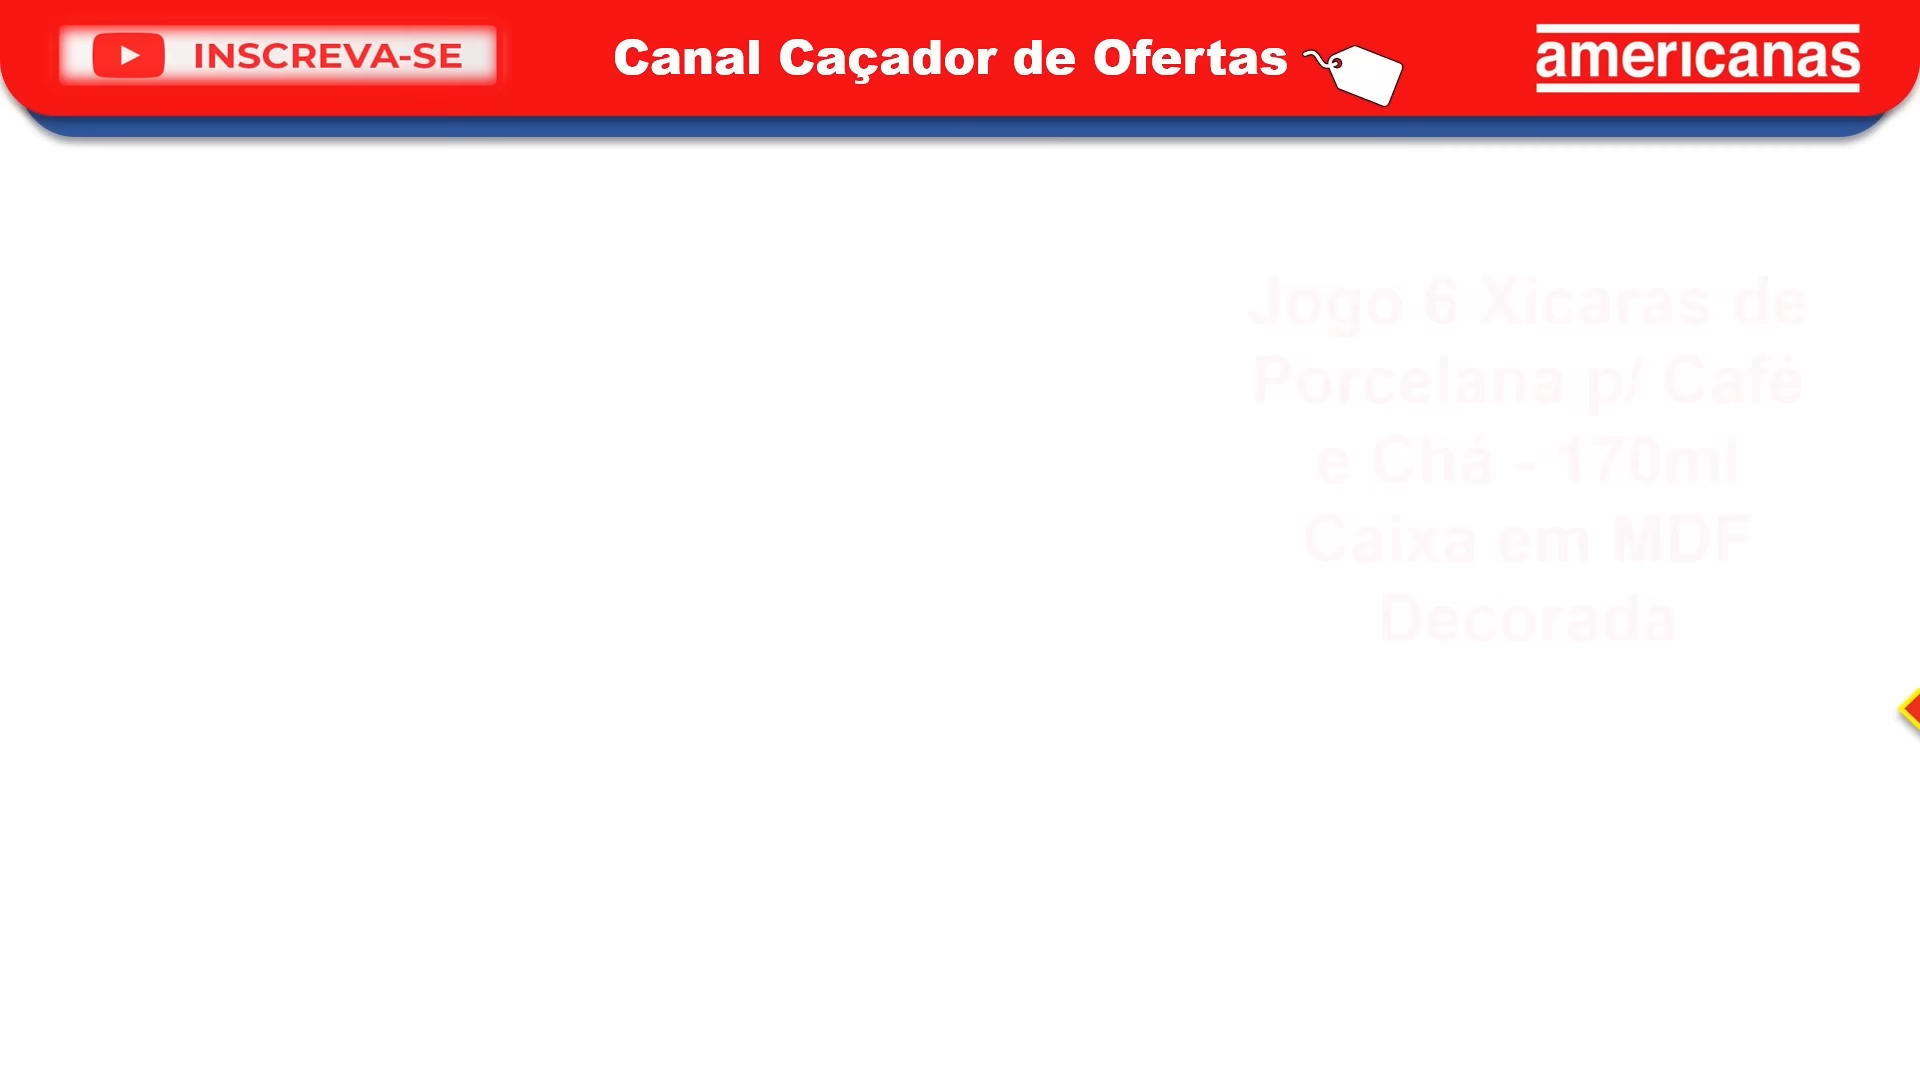 INSCREVA-SE
Canal Caçador de Ofertas
americanas
Jogo 6 Xicaras de
Porcelana p/ Café
e Chá - 170ml
Caixa em MDF
Decorada